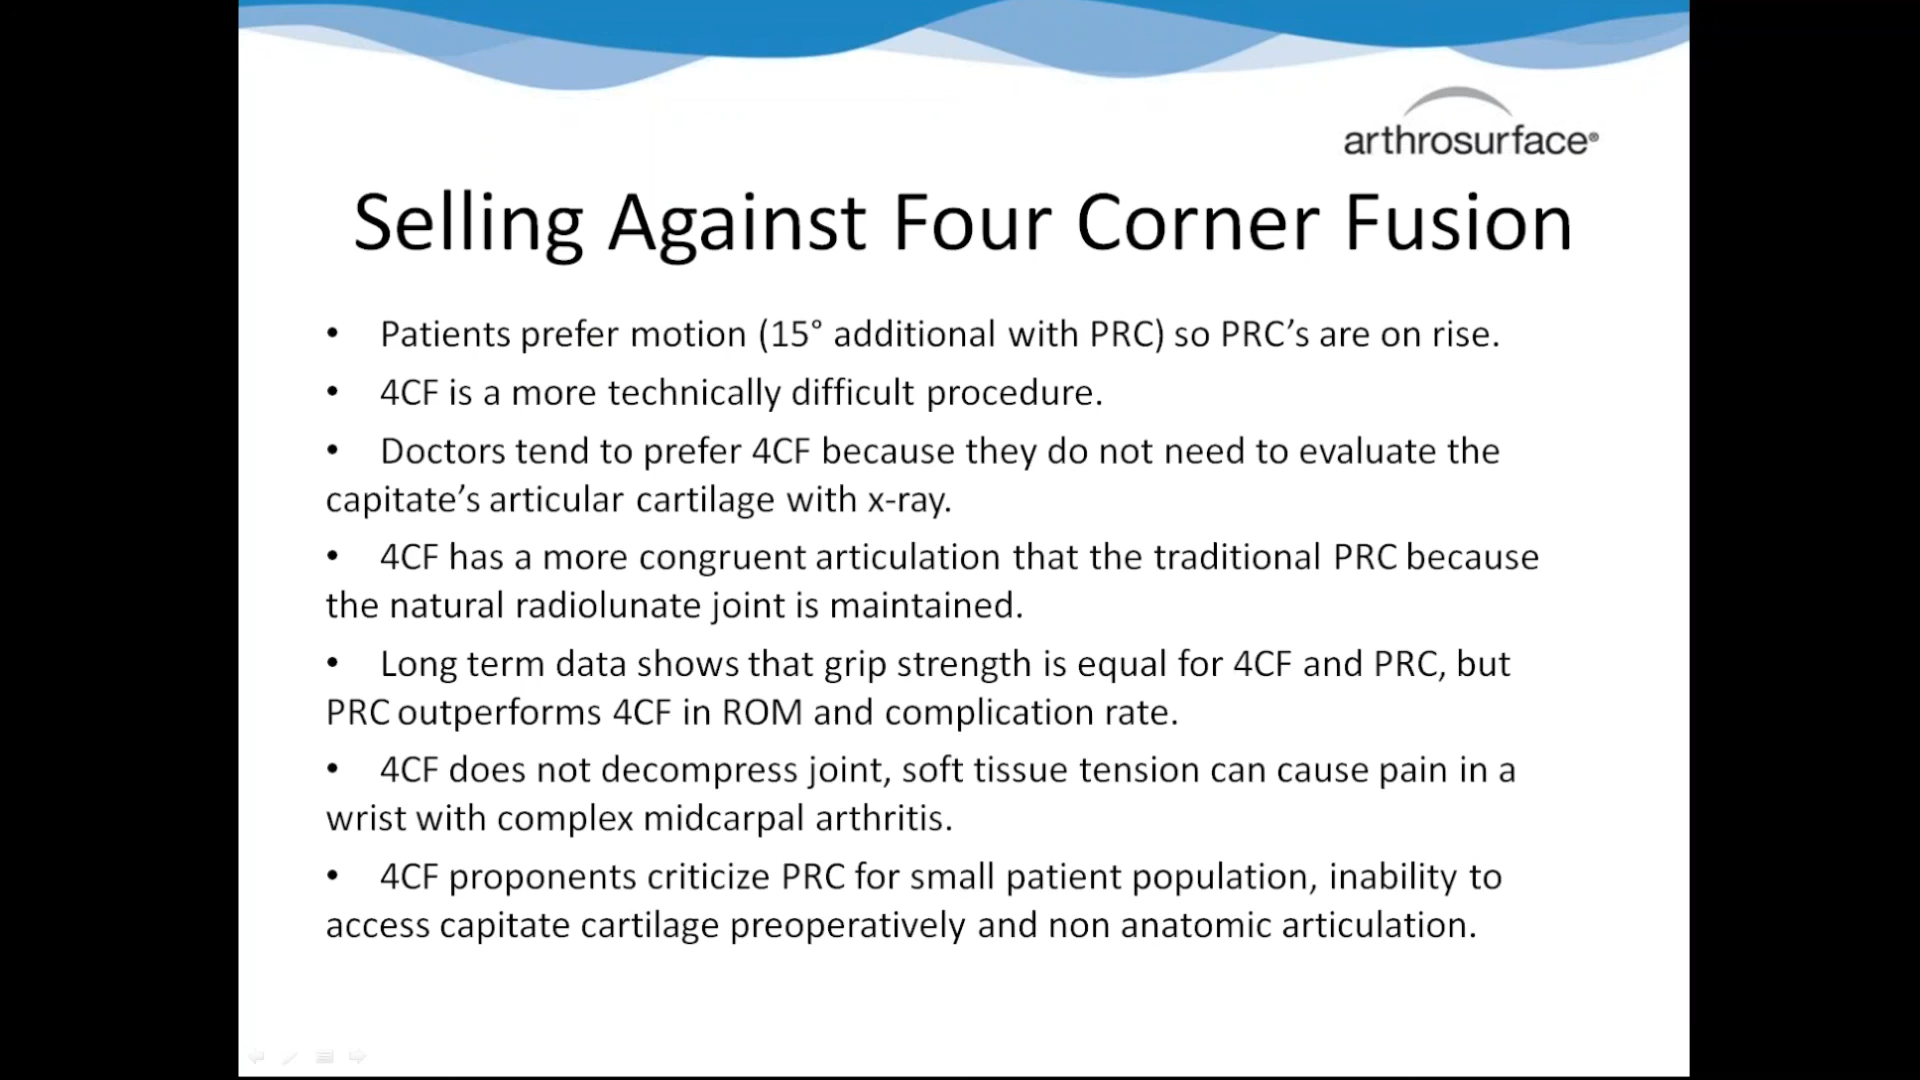 arthrosurface®
Selling Against Four Corner Fusion
• Patients prefer motion (15° additional with PRC) so PRC’s are on rise.
• 4CF is a more technically difficult procedure.
• Doctors tend to prefer 4CF because they do not need to evaluate the
capitate’s articular cartilage with x-ray.
• 4CF has a more congruent articulation that the traditional PRC because
the natural radiolunate joint is maintained.
• Long term data shows that grip strength is equal for 4CF and PRC, but
PRC outperforms 4CF in ROM and complication rate.
• 4CF does not decompress joint, soft tissue tension can cause pain in a
wrist with complex midcarpal arthritis.
• 4CF proponents criticize PRC for small patient population, inability to
access capitate cartilage preoperatively and non anatomic articulation.